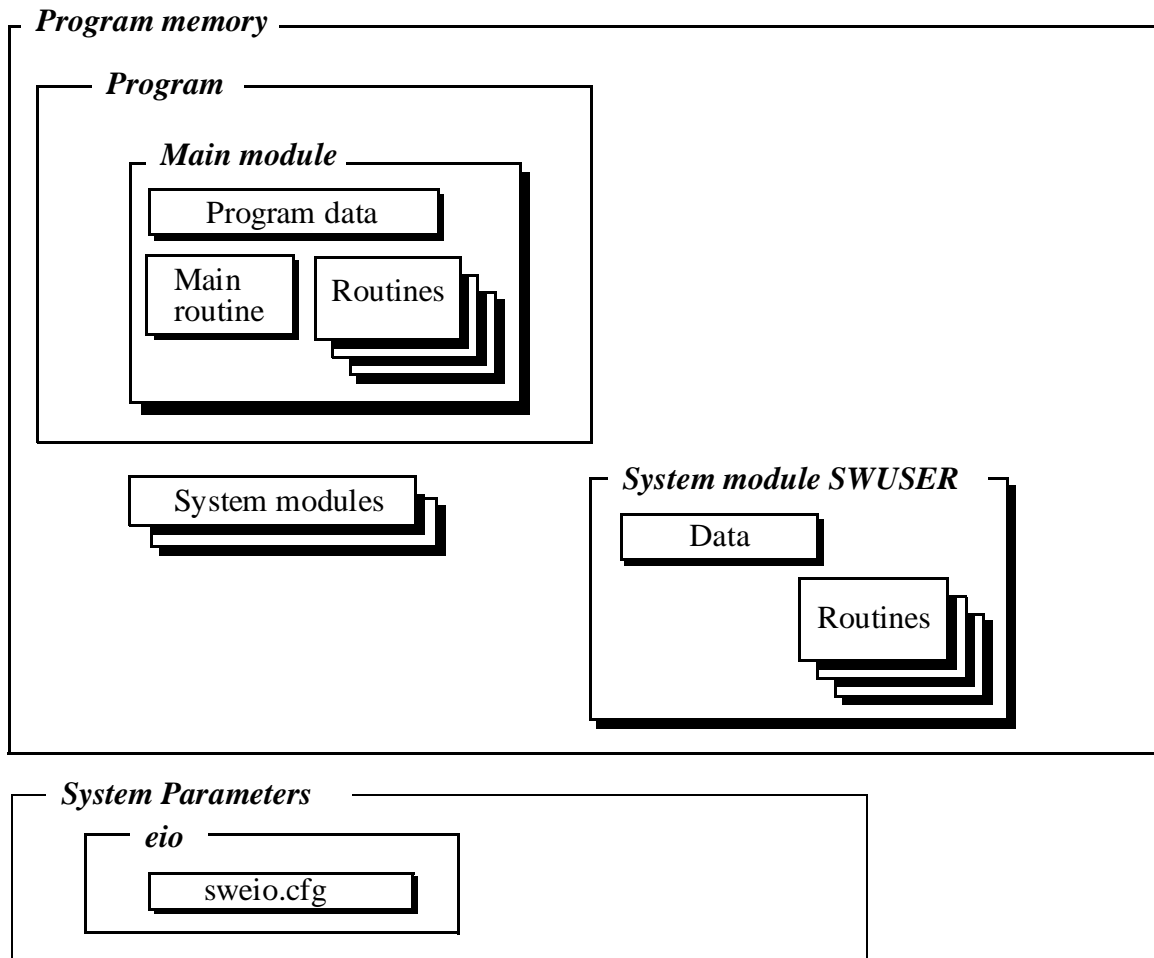 Program memory
Program
Main module
Program data
Main
routine
Routines
System modules
System module SWUSER
Data
Routines
System Parameters
eio
sweio.cfg